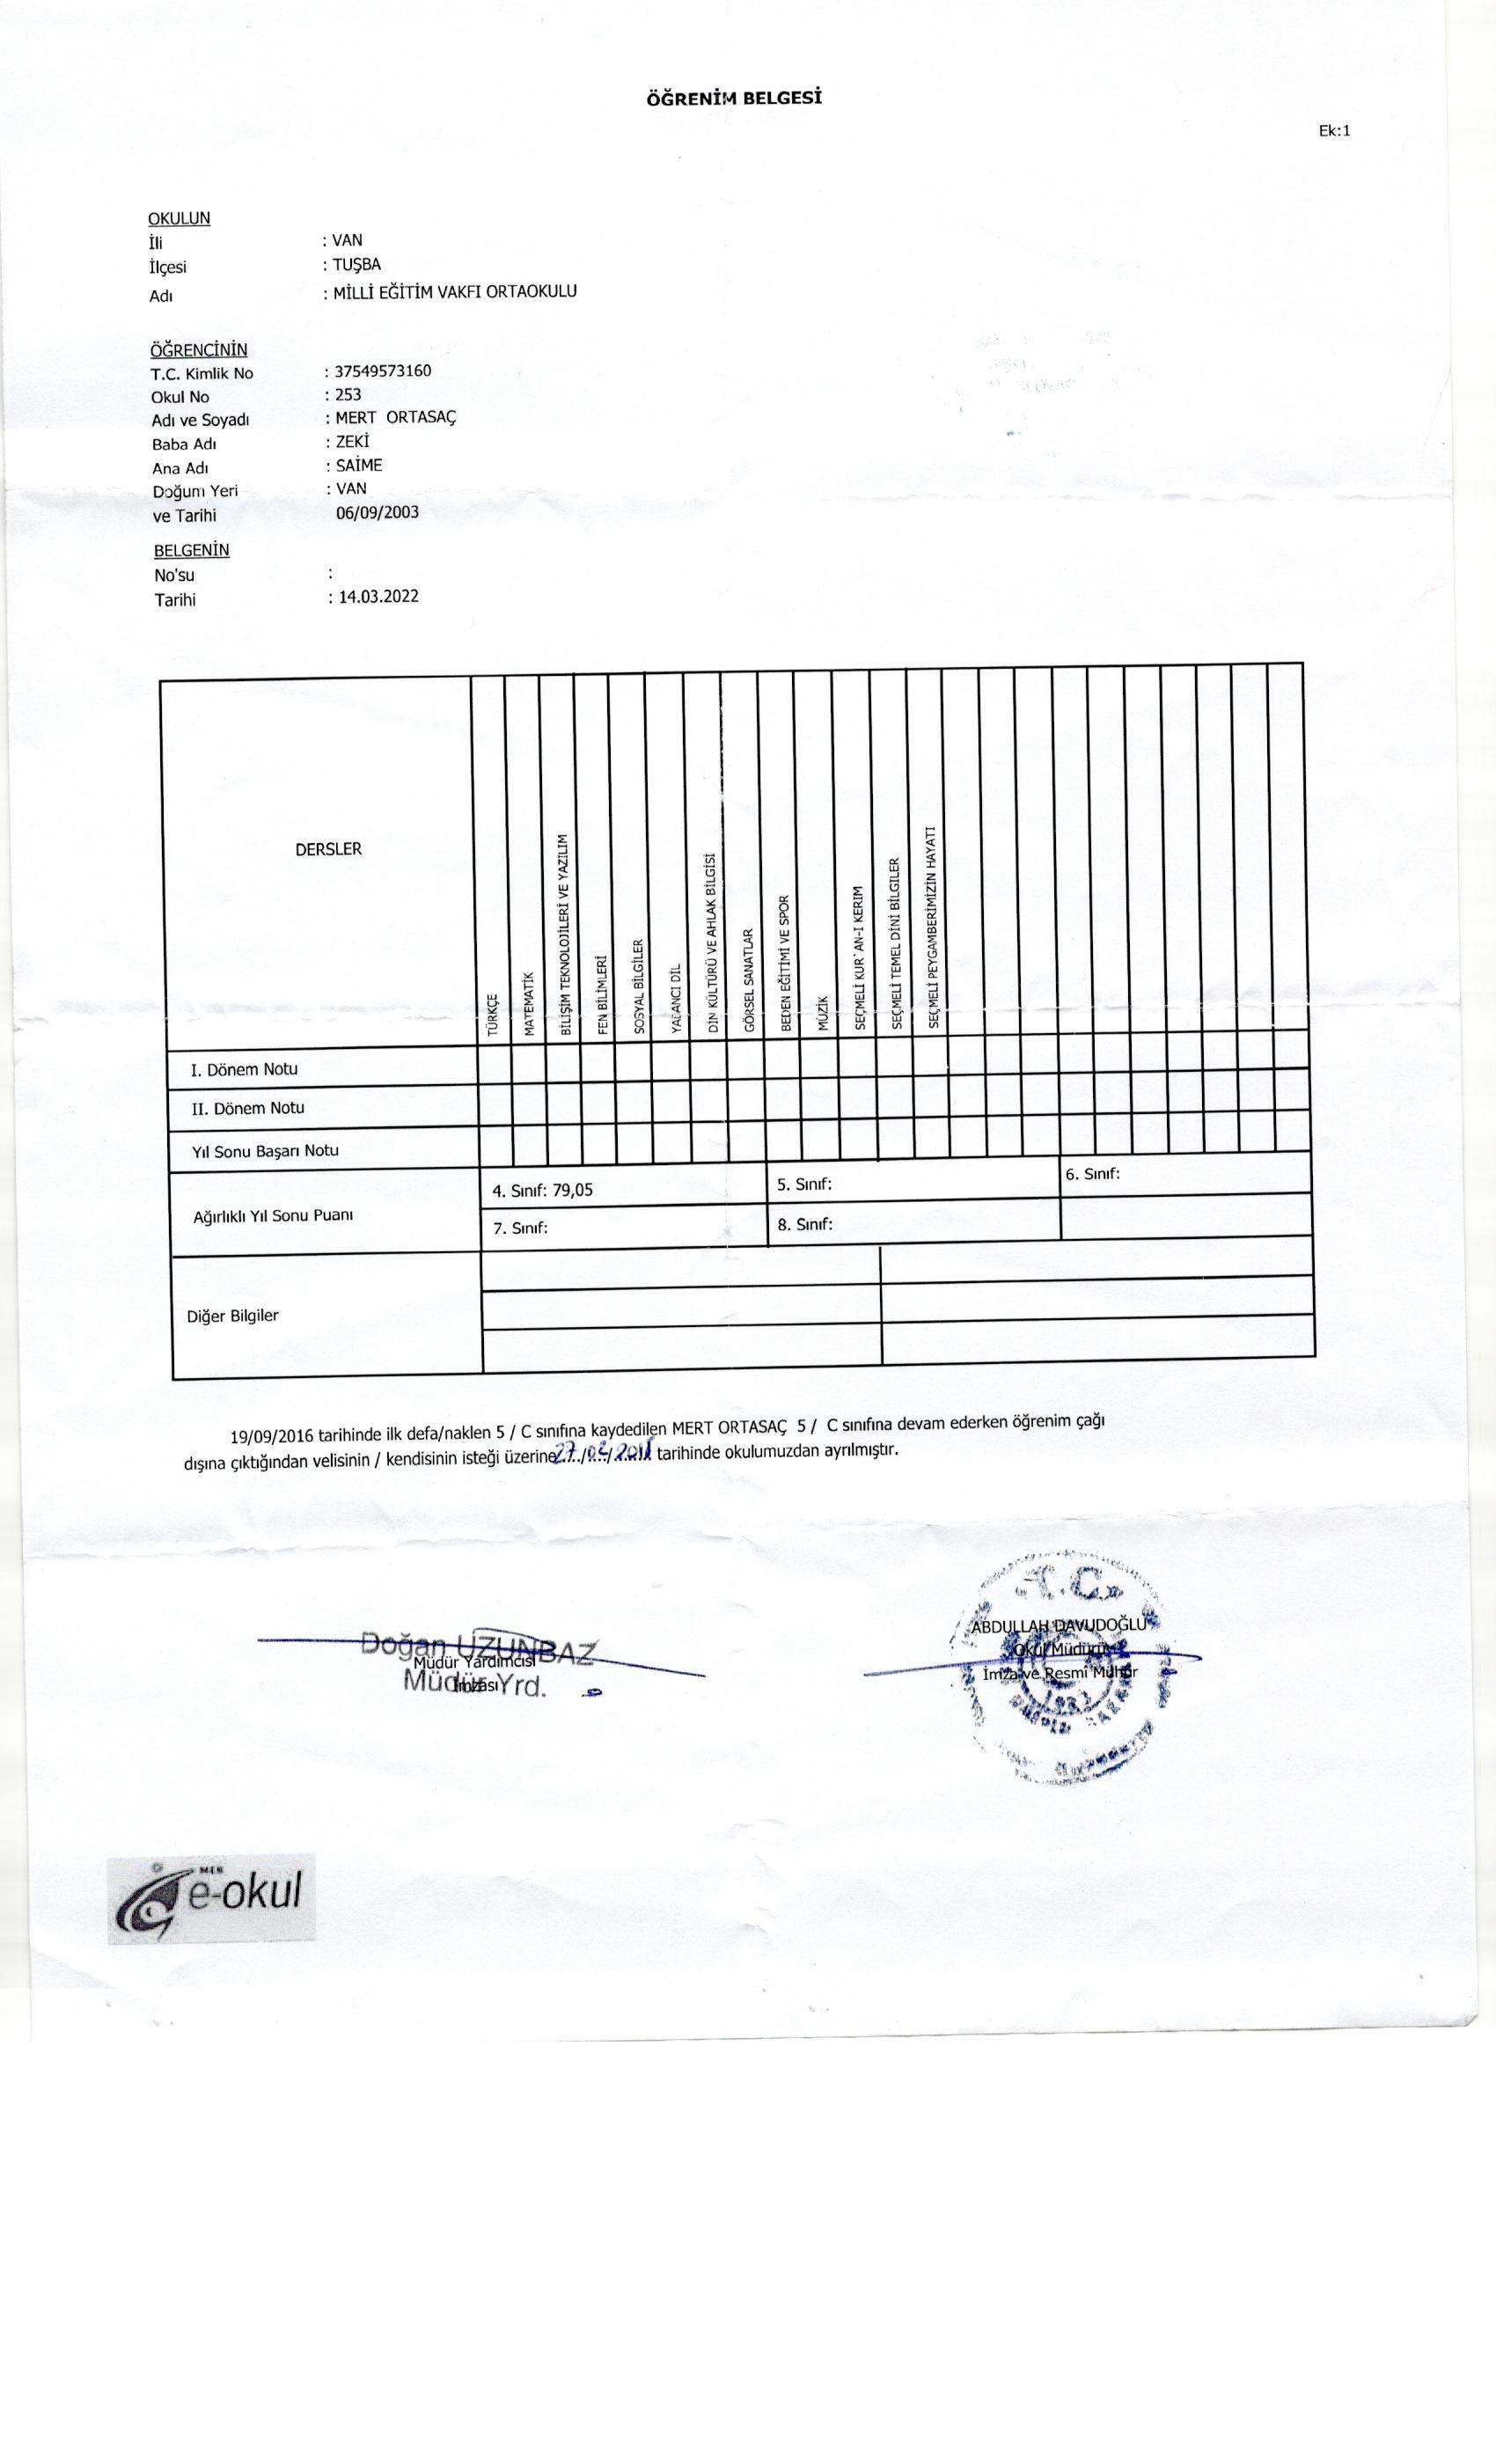 ÖĞRENİM BELGESİ
Ek:1
OKULUN
İli : VAN
İlçesi : TUŞBA
Adı : MİLLİ EĞİTİM VAKFI ORTAOKULU
ÖĞRENCİNİN
T.C. Kimlik No : 37549573160
Okul No : 253
Adı ve Soyadı : MERT ORTASAÇ
Baba Adı : ZEKİ
Ana Adı : SAİME
Doğum Yeri : VAN
ve Tarihi 06/09/2003
BELGENİN
No'su :
Tarihi : 14.03.2022
DERSLER
TÜRKÇE
MATEMATİK
BİLİŞİM TEKNOLOJİLERİ VE YAZILIM
FEN BİLİMLERİ
SOSYAL BİLGİLER
YABANCI DİL
DİN KÜLTÜRÜ VE AHLAK BİLGİSİ
GÖRSEL SANATLAR
BEDEN EĞİTİMİ VE SPOR
MÜZİK
SEÇMELİ KUR`AN-I KERIM
SEÇMELİ TEMEL DİNİ BİLGILER
SEÇMELİ PEYGAMBERİMİZİN HAYATI
I. Dönem Notu
II. Dönem Notu
Yıl Sonu Başarı Notu
Ağırlıklı Yıl Sonu Puanı
4. Sınıf: 79,05
5. Sınıf:
6. Sınıf:
7. Sınıf:
8. Sınıf:
Diğer Bilgiler
19/09/2016 tarihinde ilk defa/naklen 5 / C sınıfına kaydedilen MERT ORTASAÇ 5 / C sınıfına devam ederken öğrenim çağı
dışına çıktığından velisinin / kendisinin isteği üzerine 27/02/ tarihinde okulumuzdan ayrılmıştır.
Doğan UZUNBAZ
Müdür Yardımcısı
Müdür Yrd.
İmzası
T.C.
ABDULLAH DAVUDOĞLU
Okul Müdürü
İmza ve Resmî Mühür
MEB
e-okul